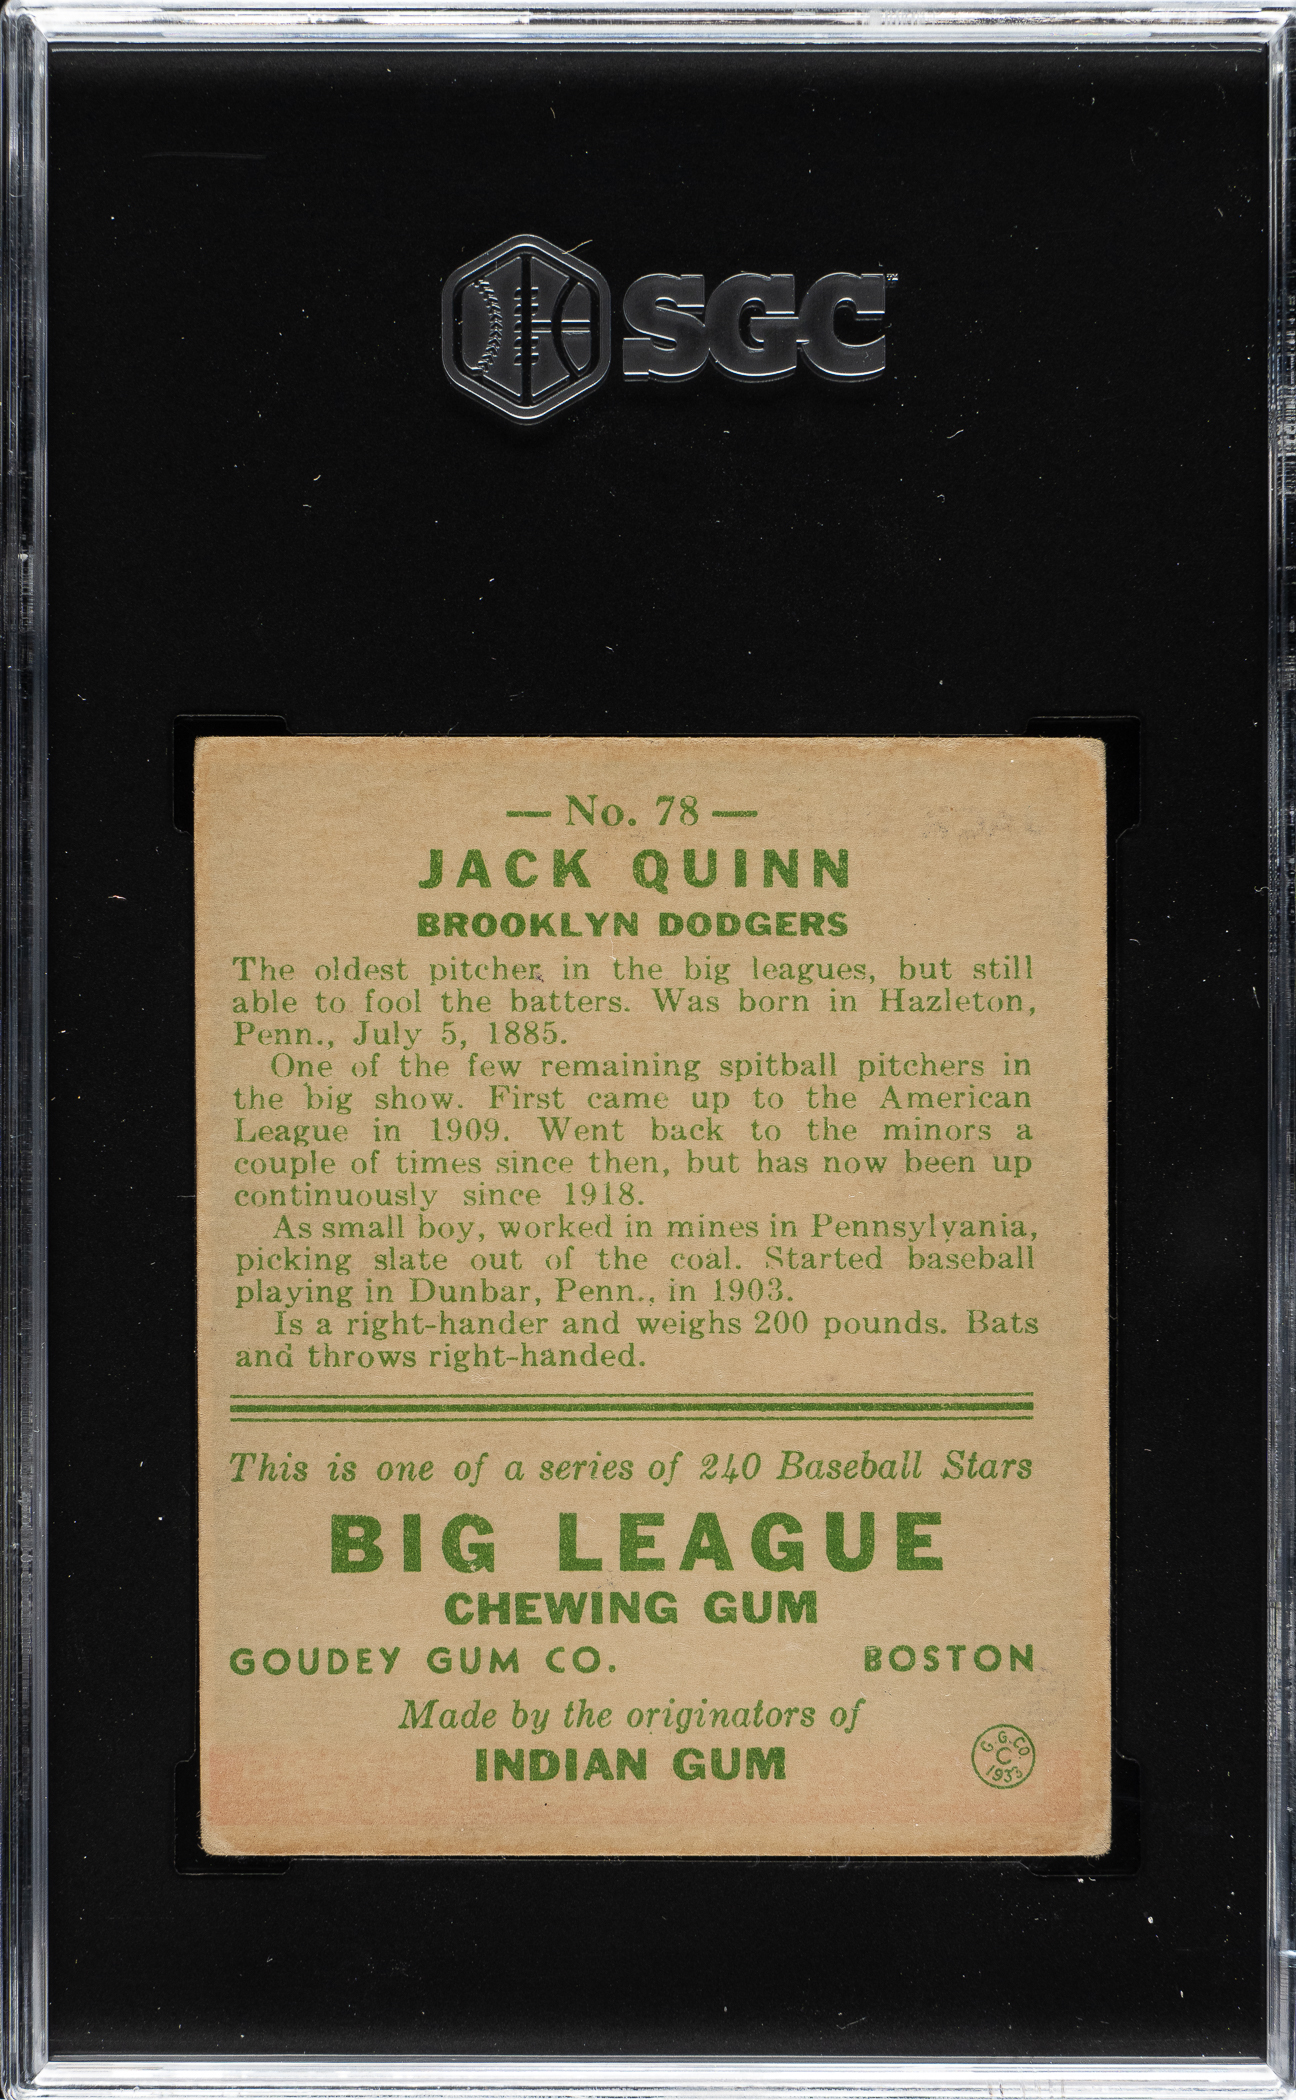 SGC
— No. 78 —
JACK QUINN
BROOKLYN DODGERS
The oldest pitcher in the big leagues, but still
able to fool the batters. Was born in Hazleton,
Penn., July 5, 1885.
One of the few remaining spitball pitchers in
the big show. First came up to the American
League in 1909. Went back to the minors a
couple of times since then, but has now been up
continuously since 1918.
As small boy, worked in mines in Pennsylvania,
picking slate out of the coal. Started baseball
playing in Dunbar, Penn., in 1903.
Is a right-hander and weighs 200 pounds. Bats
and throws right-handed.
This is one of a series of 240 Baseball Stars
BIG LEAGUE
CHEWING GUM
GOUDEY GUM CO. BOSTON
Made by the originators of
INDIAN GUM
G.G.CO.
C
1933